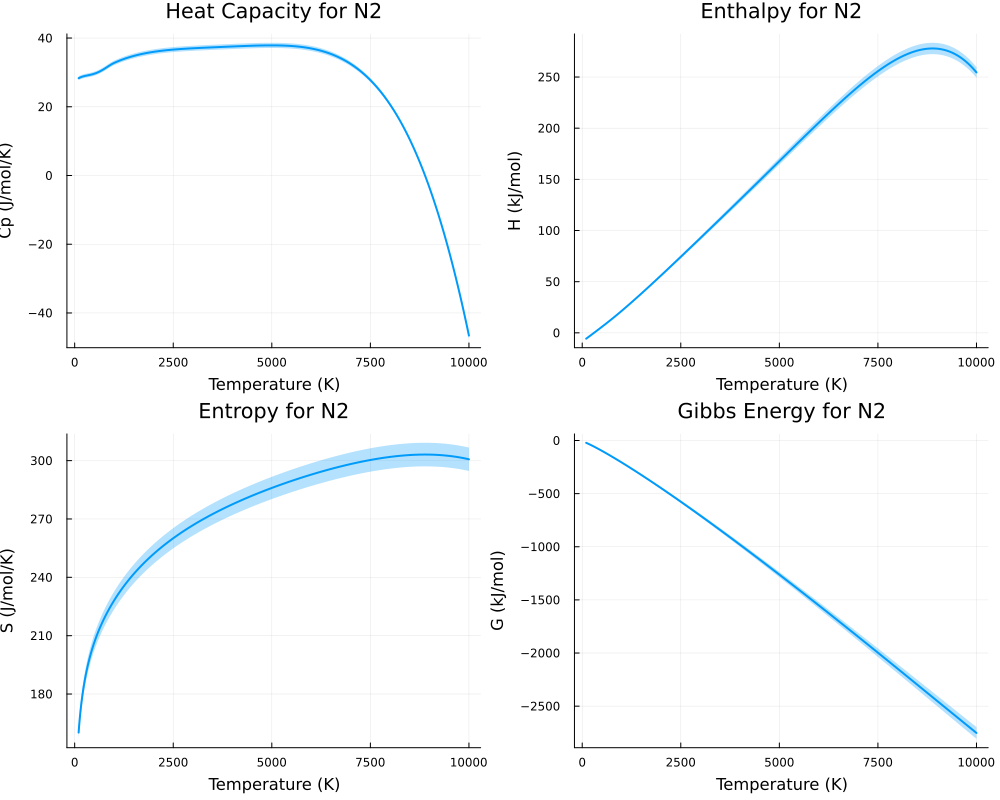 Heat Capacity for N2
Cp (J/mol/K)
40
20
0
−20
−40
0 2500 5000 7500 10000
Temperature (K)
Enthalpy for N2
H (kJ/mol)
250
200
150
100
50
0
0 2500 5000 7500 10000
Temperature (K)
Entropy for N2
S (J/mol/K)
300
270
240
210
180
0 2500 5000 7500 10000
Temperature (K)
Gibbs Energy for N2
G (kJ/mol)
0
−500
−1000
−1500
−2000
−2500
0 2500 5000 7500 10000
Temperature (K)